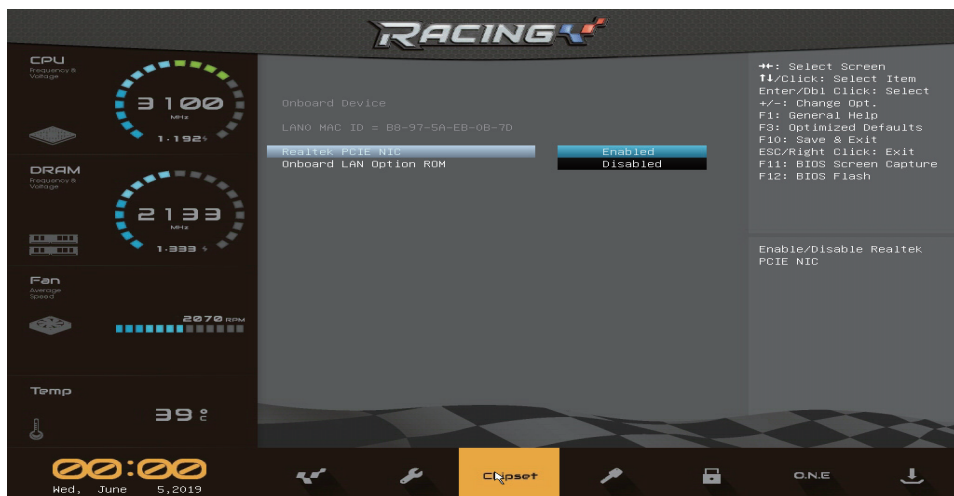 RACING
CPU
Frequency &
Voltage
3100
MHz
1.192v
DRAM
Frequency &
Voltage
2133
MHz
1.333v
Fan
Average
Speed
2070 RPM
Temp
39 °C
00:00
Wed, June 5,2019
Onboard Device
LAN0 MAC ID = B8-97-5A-EB-0B-7D
Realtek PCIE NIC Enabled
Onboard LAN Option ROM Disabled
→←: Select Screen
↑↓/Click: Select Item
Enter/Dbl Click: Select
+/-: Change Opt.
F1: General Help
F3: Optimized Defaults
F10: Save & Exit
ESC/Right Click: Exit
F11: BIOS Screen Capture
F12: BIOS Flash
Enable/Disable Realtek
PCIE NIC
Chipset
O.N.E